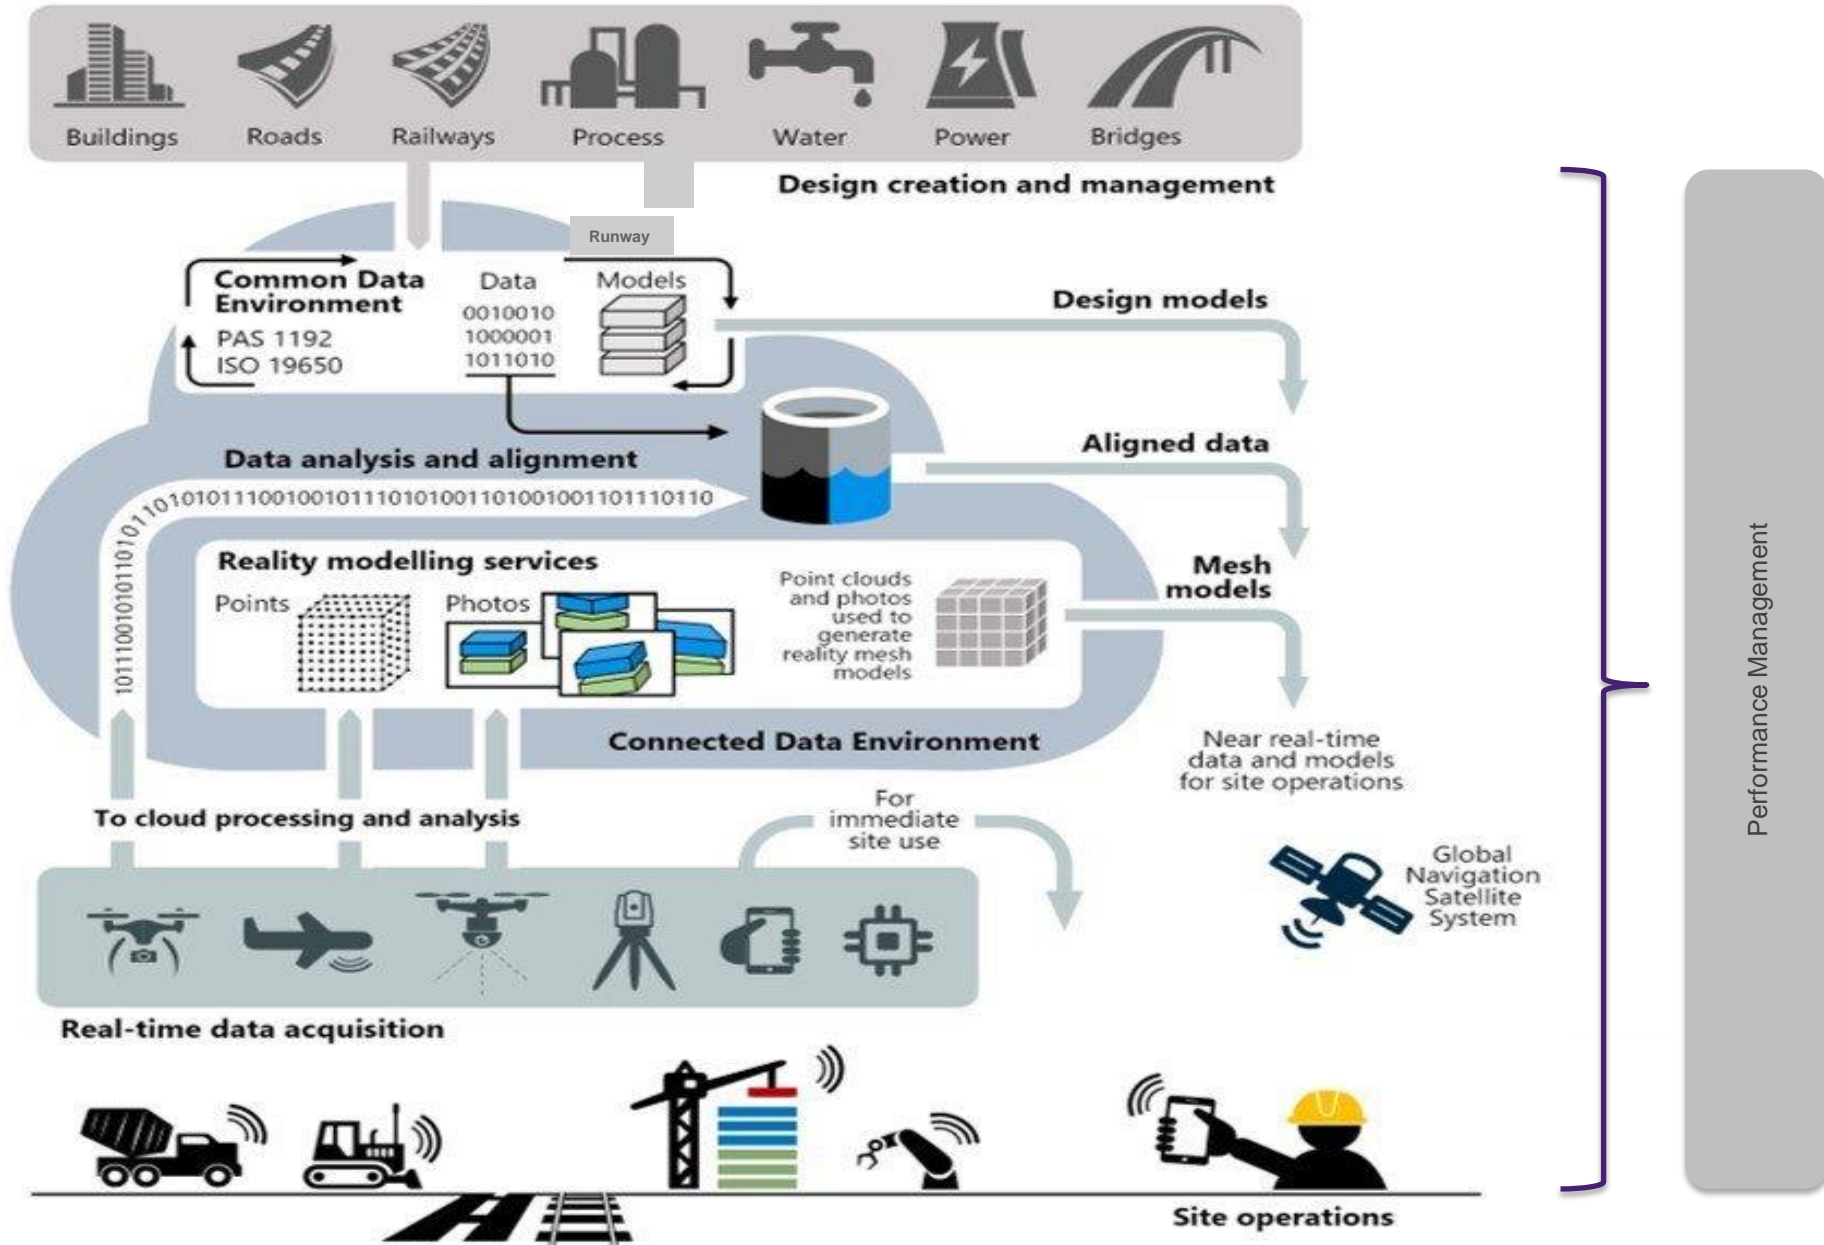 Buildings
Roads
Railways
Process
Water
Power
Bridges
Design creation and management
Runway
Common Data
Environment
PAS 1192
ISO 19650
Data
0010010
1000001
1011010
Models
Design models
Aligned data
Data analysis and alignment
Reality modelling services
Points
Photos
Point clouds
and photos
used to
generate
reality mesh
models
Mesh
models
Connected Data Environment
Near real-time
data and models
for site operations
To cloud processing and analysis
For
immediate
site use
Global
Navigation
Satellite
System
Real-time data acquisition
Site operations
Performance Management